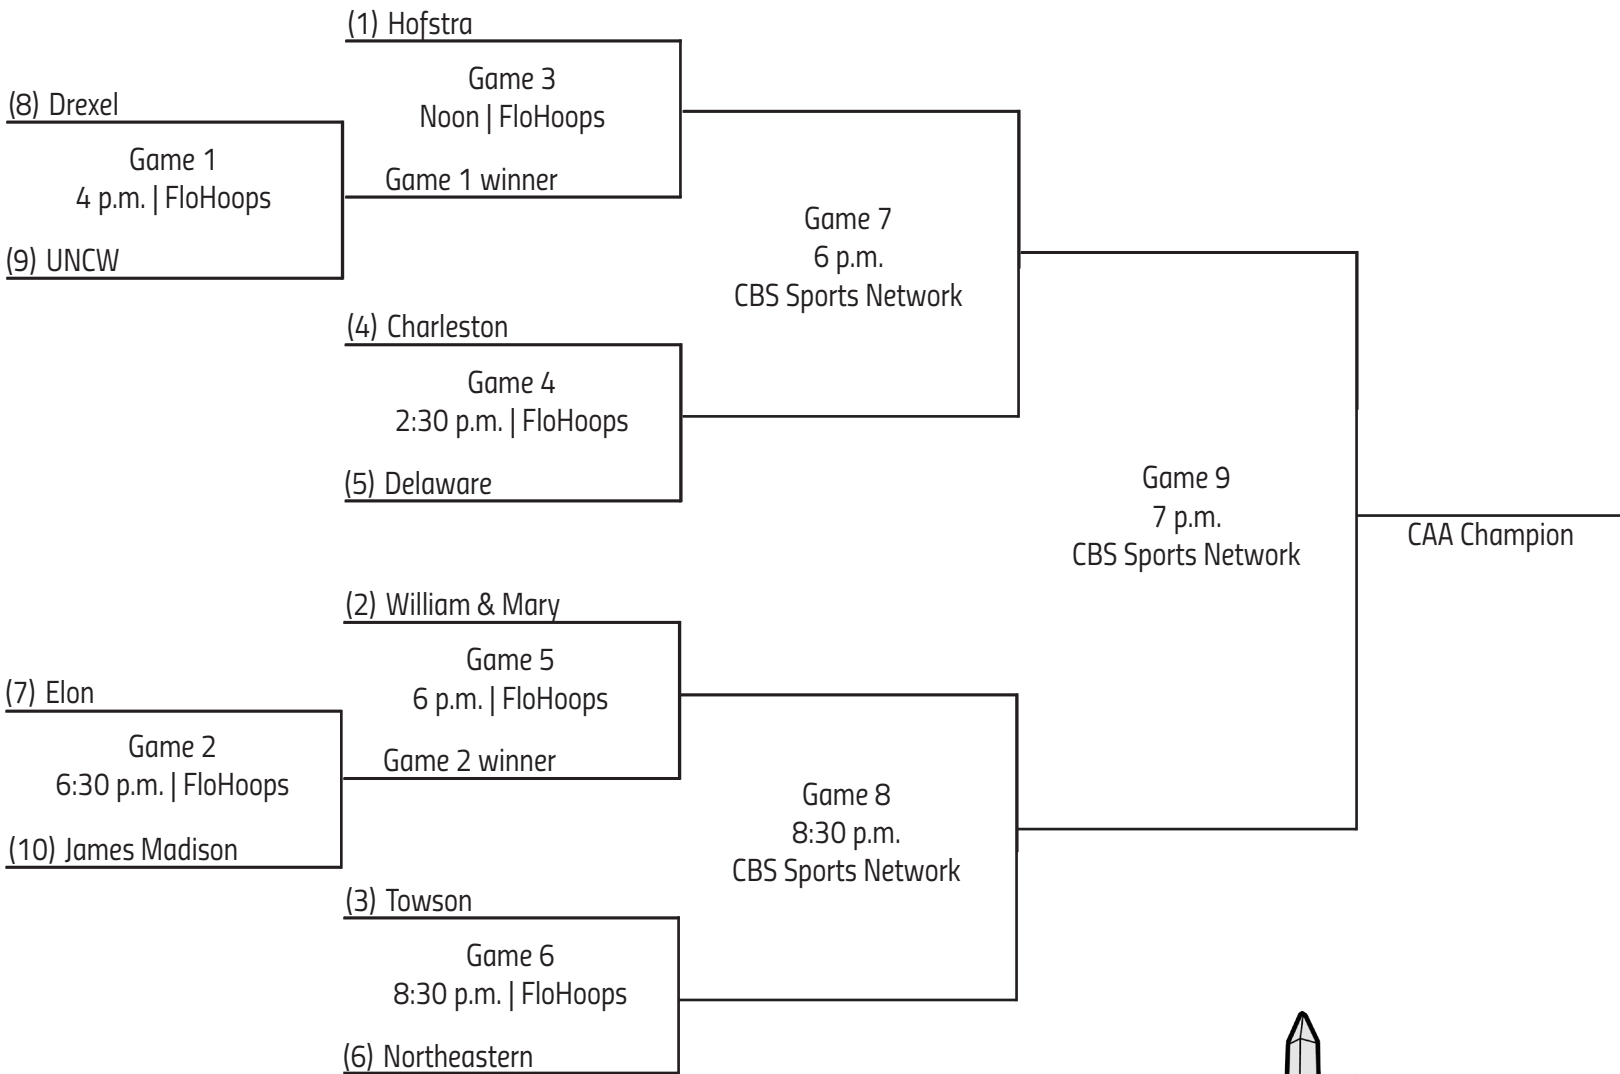 (1) Hofstra
Game 3
Noon | FloHoops
(8) Drexel
Game 1
4 p.m. | FloHoops
Game 1 winner
(9) UNCW
Game 7
6 p.m.
CBS Sports Network
(4) Charleston
Game 4
2:30 p.m. | FloHoops
(5) Delaware
Game 9
7 p.m.
CBS Sports Network
CAA Champion
(2) William & Mary
Game 5
6 p.m. | FloHoops
(7) Elon
Game 2
6:30 p.m. | FloHoops
Game 2 winner
(10) James Madison
Game 8
8:30 p.m.
CBS Sports Network
(3) Towson
Game 6
8:30 p.m. | FloHoops
(6) Northeastern